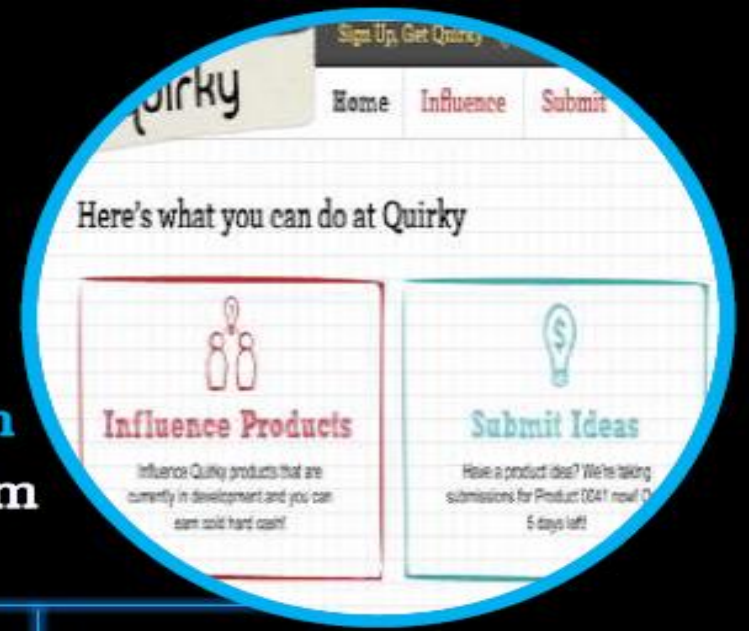 Sign Up, Get Quirky
Quirky
Home Influence Submit
Here's what you can do at Quirky
Influence Products
Influence Quirky products that are
currently in development and you can
earn cold hard cash!
Submit Ideas
Have a product idea? We're taking
submissions for Product 0041 now!
5 days left!